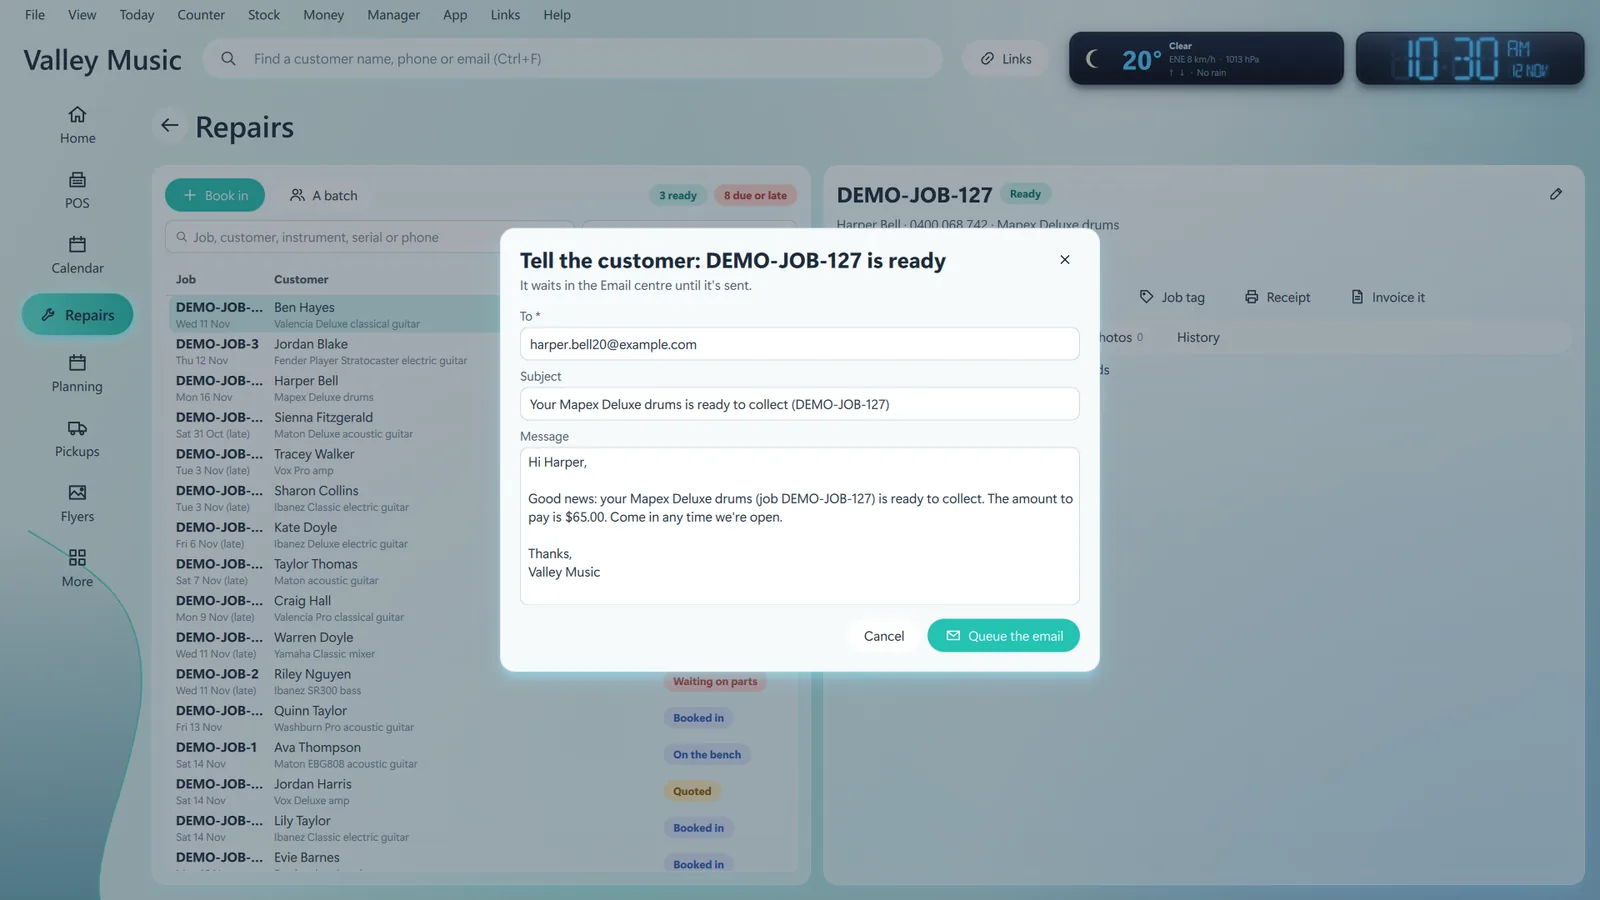 File View Today Counter Stock Money Manager App Links Help
Valley Music
Find a customer name, phone or email (Ctrl+F)
Links
20°
Clear
ENE 8 km/h · 1013 hPa
↑ ↓ · No rain
10 30 AM
12 NOV
Home
POS
Calendar
Repairs
Planning
Pickups
Flyers
More
Repairs
Book in
A batch
3 ready
8 due or late
Job, customer, instrument, serial or phone
Job Customer
DEMO-JOB-... Ben Hayes
Wed 11 Nov Valencia Deluxe classical guitar
DEMO-JOB-3 Jordan Blake
Thu 12 Nov Fender Player Stratocaster electric guitar
DEMO-JOB-... Harper Bell
Mon 16 Nov Mapex Deluxe drums
DEMO-JOB-... Sienna Fitzgerald
Sat 31 Oct (late) Maton Deluxe acoustic guitar
DEMO-JOB-... Tracey Walker
Tue 3 Nov (late) Vox Pro amp
DEMO-JOB-... Sharon Collins
Tue 3 Nov (late) Ibanez Classic electric guitar
DEMO-JOB-... Kate Doyle
Fri 6 Nov (late) Ibanez Deluxe electric guitar
DEMO-JOB-... Taylor Thomas
Sat 7 Nov (late) Maton acoustic guitar
DEMO-JOB-... Craig Hall
Mon 9 Nov (late) Valencia Pro classical guitar
DEMO-JOB-... Warren Doyle
Wed 11 Nov (late) Yamaha Classic mixer
DEMO-JOB-2 Riley Nguyen
Waiting on parts
Wed 11 Nov (late) Ibanez SR300 bass
DEMO-JOB-... Quinn Taylor
Booked in
Fri 13 Nov Washburn Pro acoustic guitar
DEMO-JOB-1 Ava Thompson
On the bench
Sat 14 Nov Maton EBG808 acoustic guitar
DEMO-JOB-... Jordan Harris
Quoted
Sat 14 Nov Vox Deluxe amp
DEMO-JOB-... Lily Taylor
Booked in
Sat 14 Nov Ibanez Classic electric guitar
DEMO-JOB-... Evie Barnes
Booked in
DEMO-JOB-127 Ready
Harper Bell · 0400 068 742 · Mapex Deluxe drums
Job tag
Receipt
Invoice it
hotos 0
History
ds
Tell the customer: DEMO-JOB-127 is ready
It waits in the Email centre until it's sent.
To *
harper.bell20@example.com
Subject
Your Mapex Deluxe drums is ready to collect (DEMO-JOB-127)
Message
Hi Harper,
Good news: your Mapex Deluxe drums (job DEMO-JOB-127) is ready to collect. The amount to
pay is $65.00. Come in any time we're open.
Thanks,
Valley Music
Cancel
Queue the email